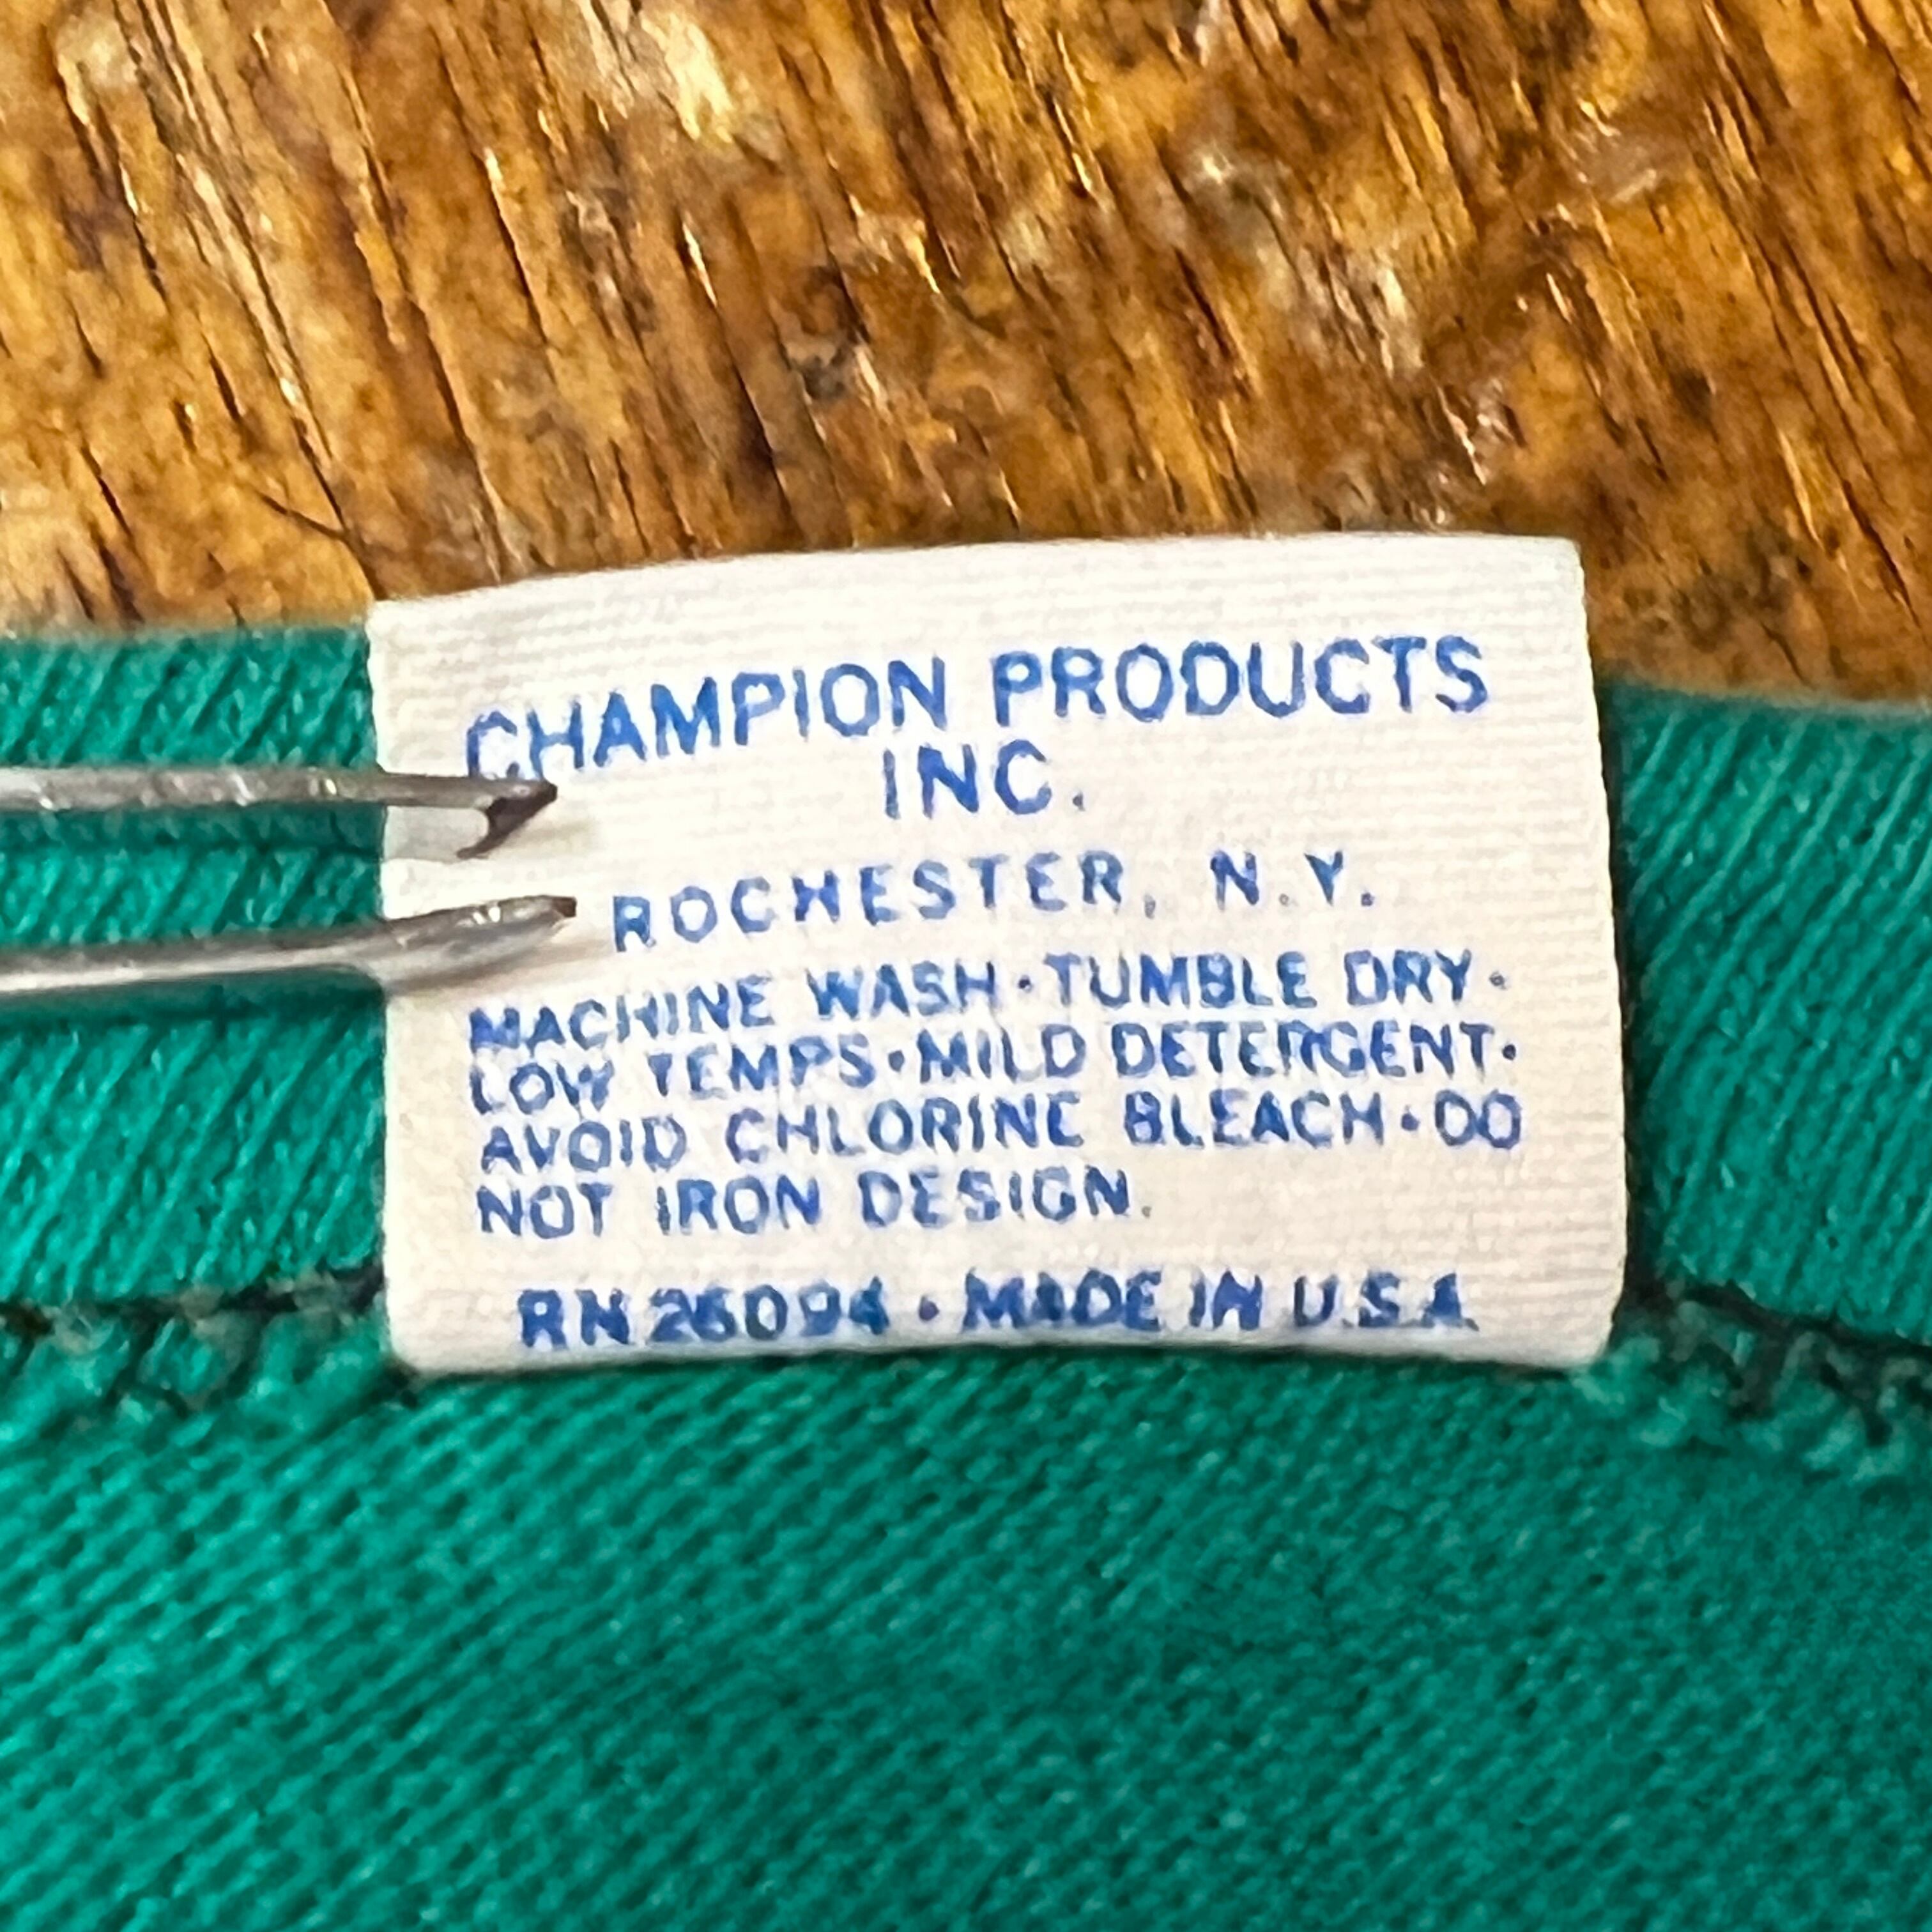 CHAMPION PRODUCTS
INC.
ROCHESTER, N.Y.
MACHINE WASH·TUMBLE DRY·
LOW TEMPS·MILD DETERGENT·
AVOID CHLORINE BLEACH·DO
NOT IRON DESIGN.
RN 26094 · MADE IN U.S.A.